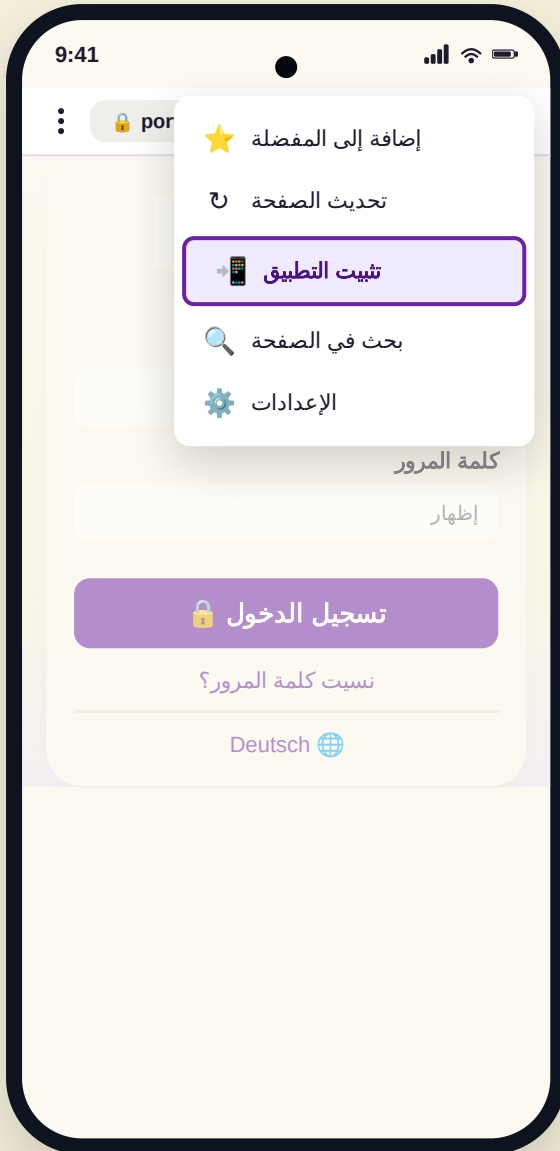 9:41
por
إضافة إلى المفضلة
تحديث الصفحة
تثبيت التطبيق
بحث في الصفحة
الإعدادات
كلمة المرور
إظهار
تسجيل الدخول
نسيت كلمة المرور؟
Deutsch